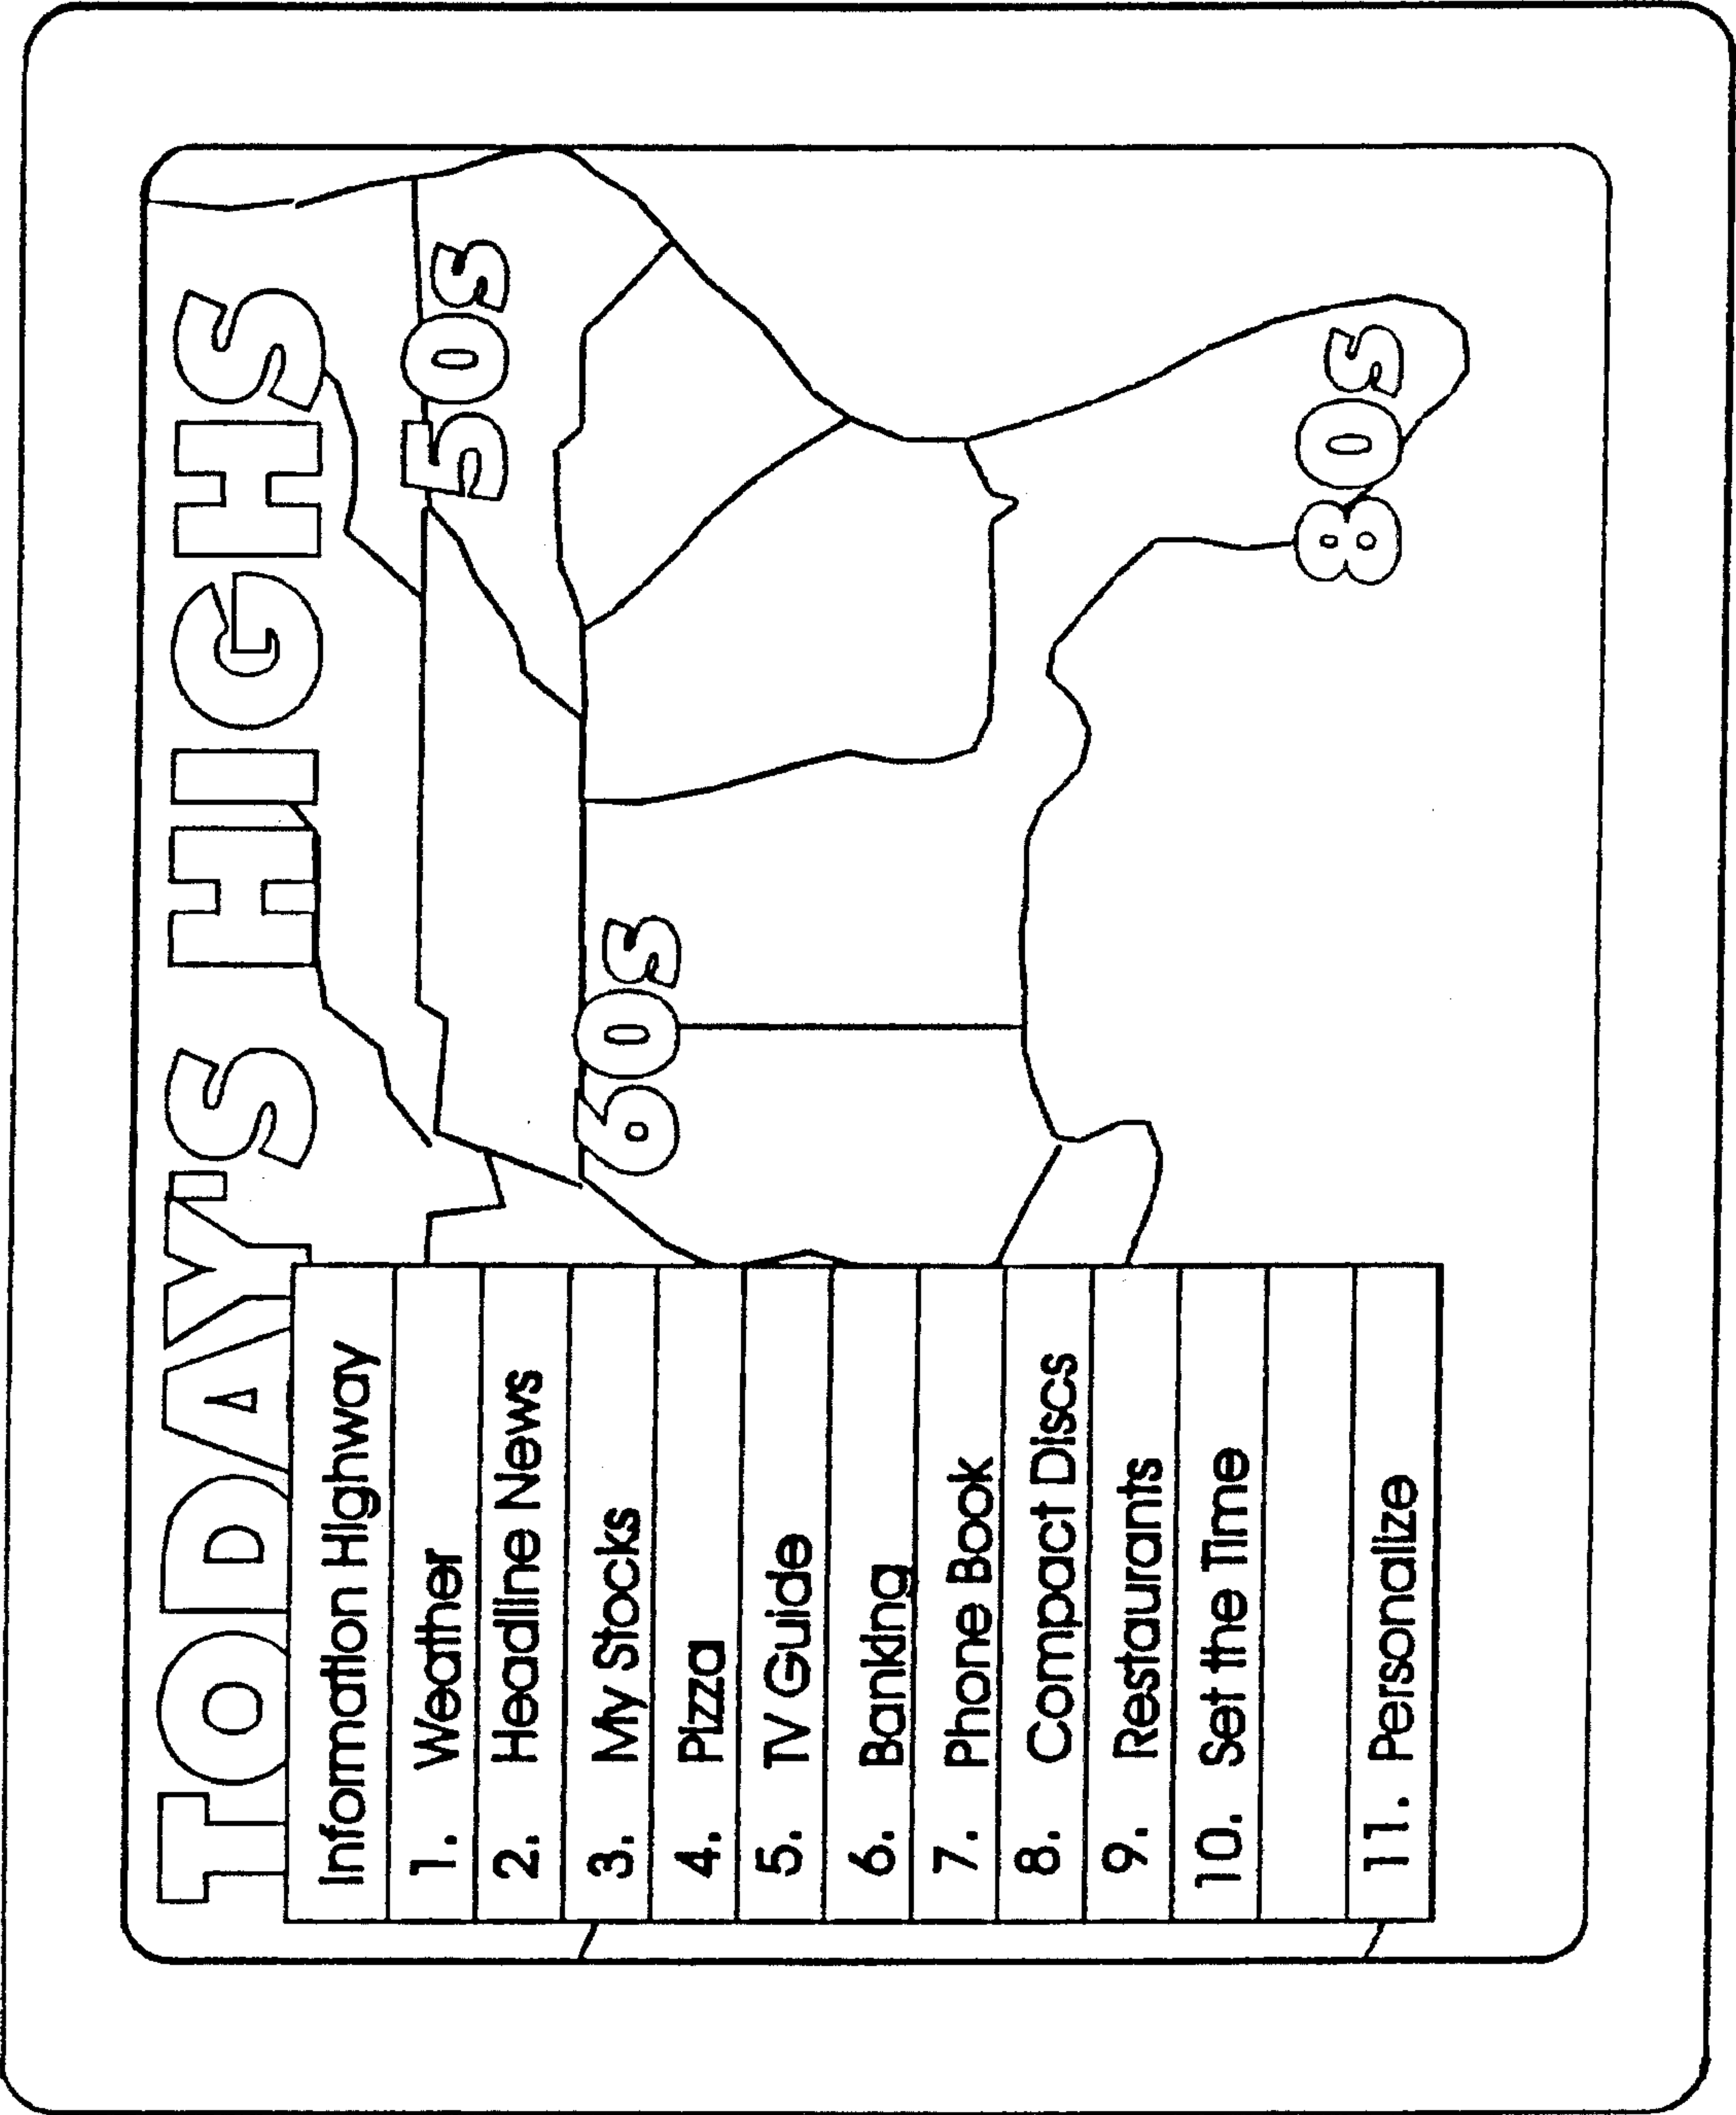 TODAY'S HIGHS
Information Highway
1. Weather
2. Headline News
3. My Stocks
4. Pizza
5. TV Guide
6. Banking
7. Phone Book
8. Compact Discs
9. Restaurants
10. Set the Time
11. Personalize
50s
60s
80s